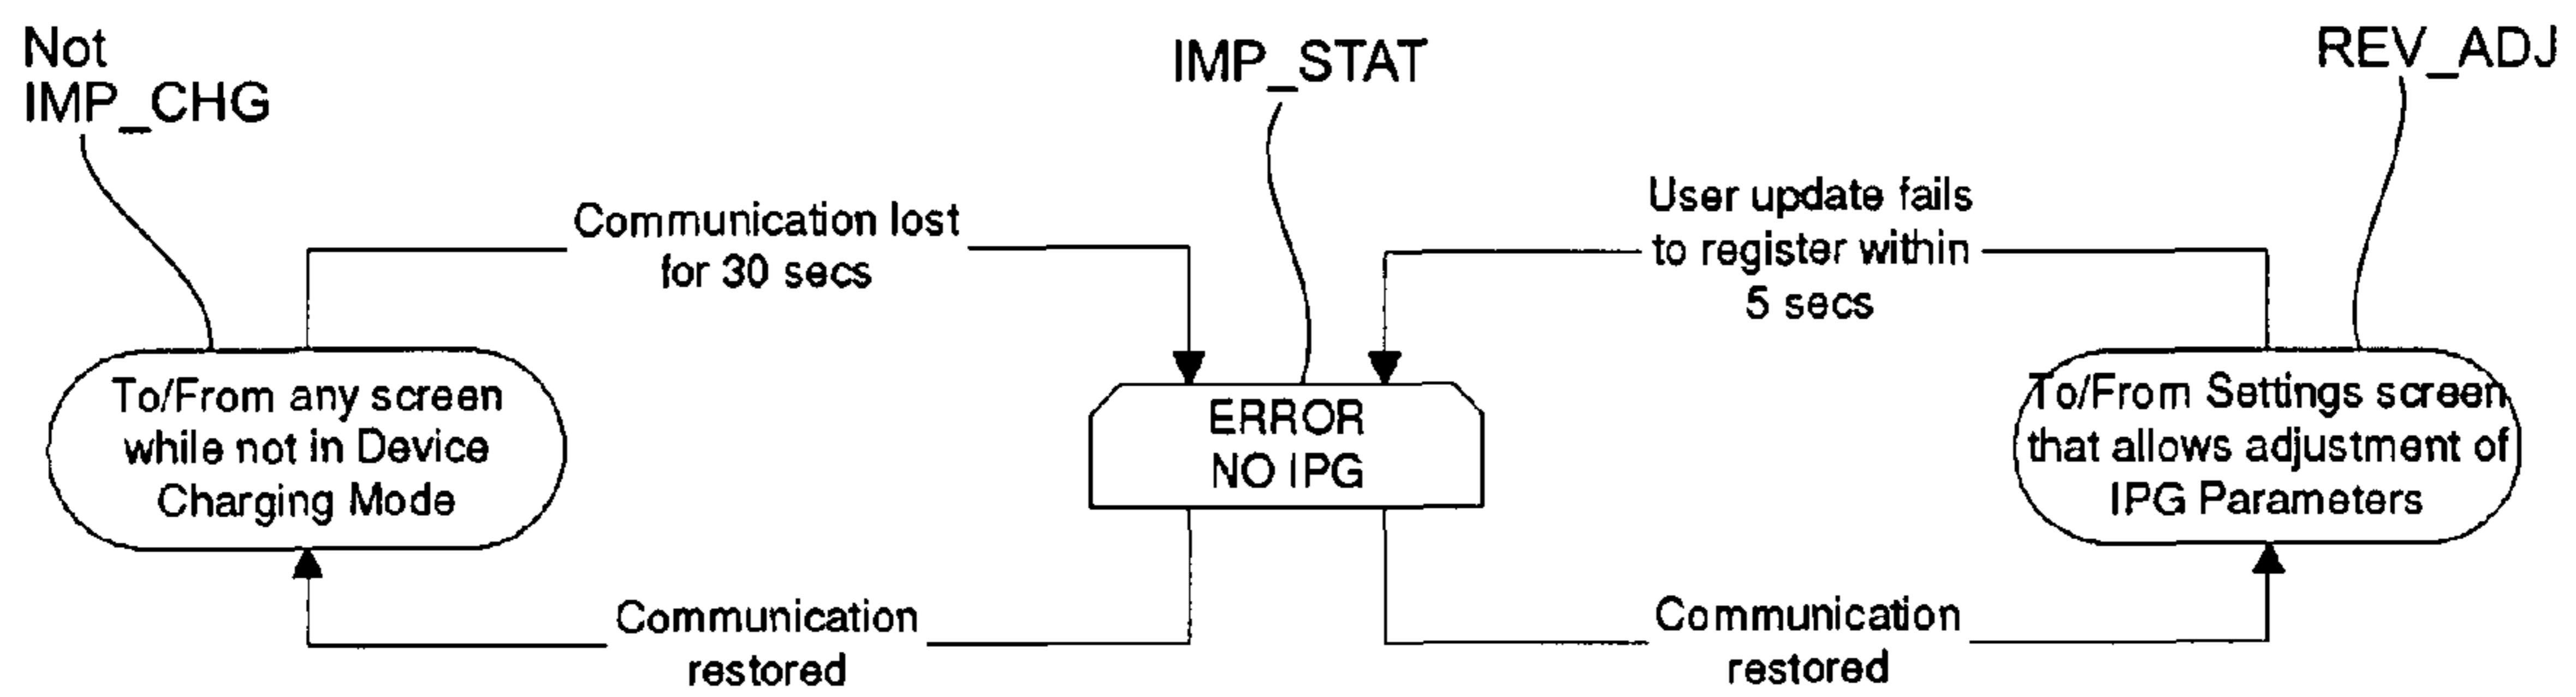 Not
IMP_CHG
IMP_STAT
REV_ADJ
Communication lost
for 30 secs
User update fails
to register within
5 secs
To/From any screen
while not in Device
Charging Mode
ERROR
NO IPG
To/From Settings screen
that allows adjustment of
IPG Parameters
Communication
restored
Communication
restored